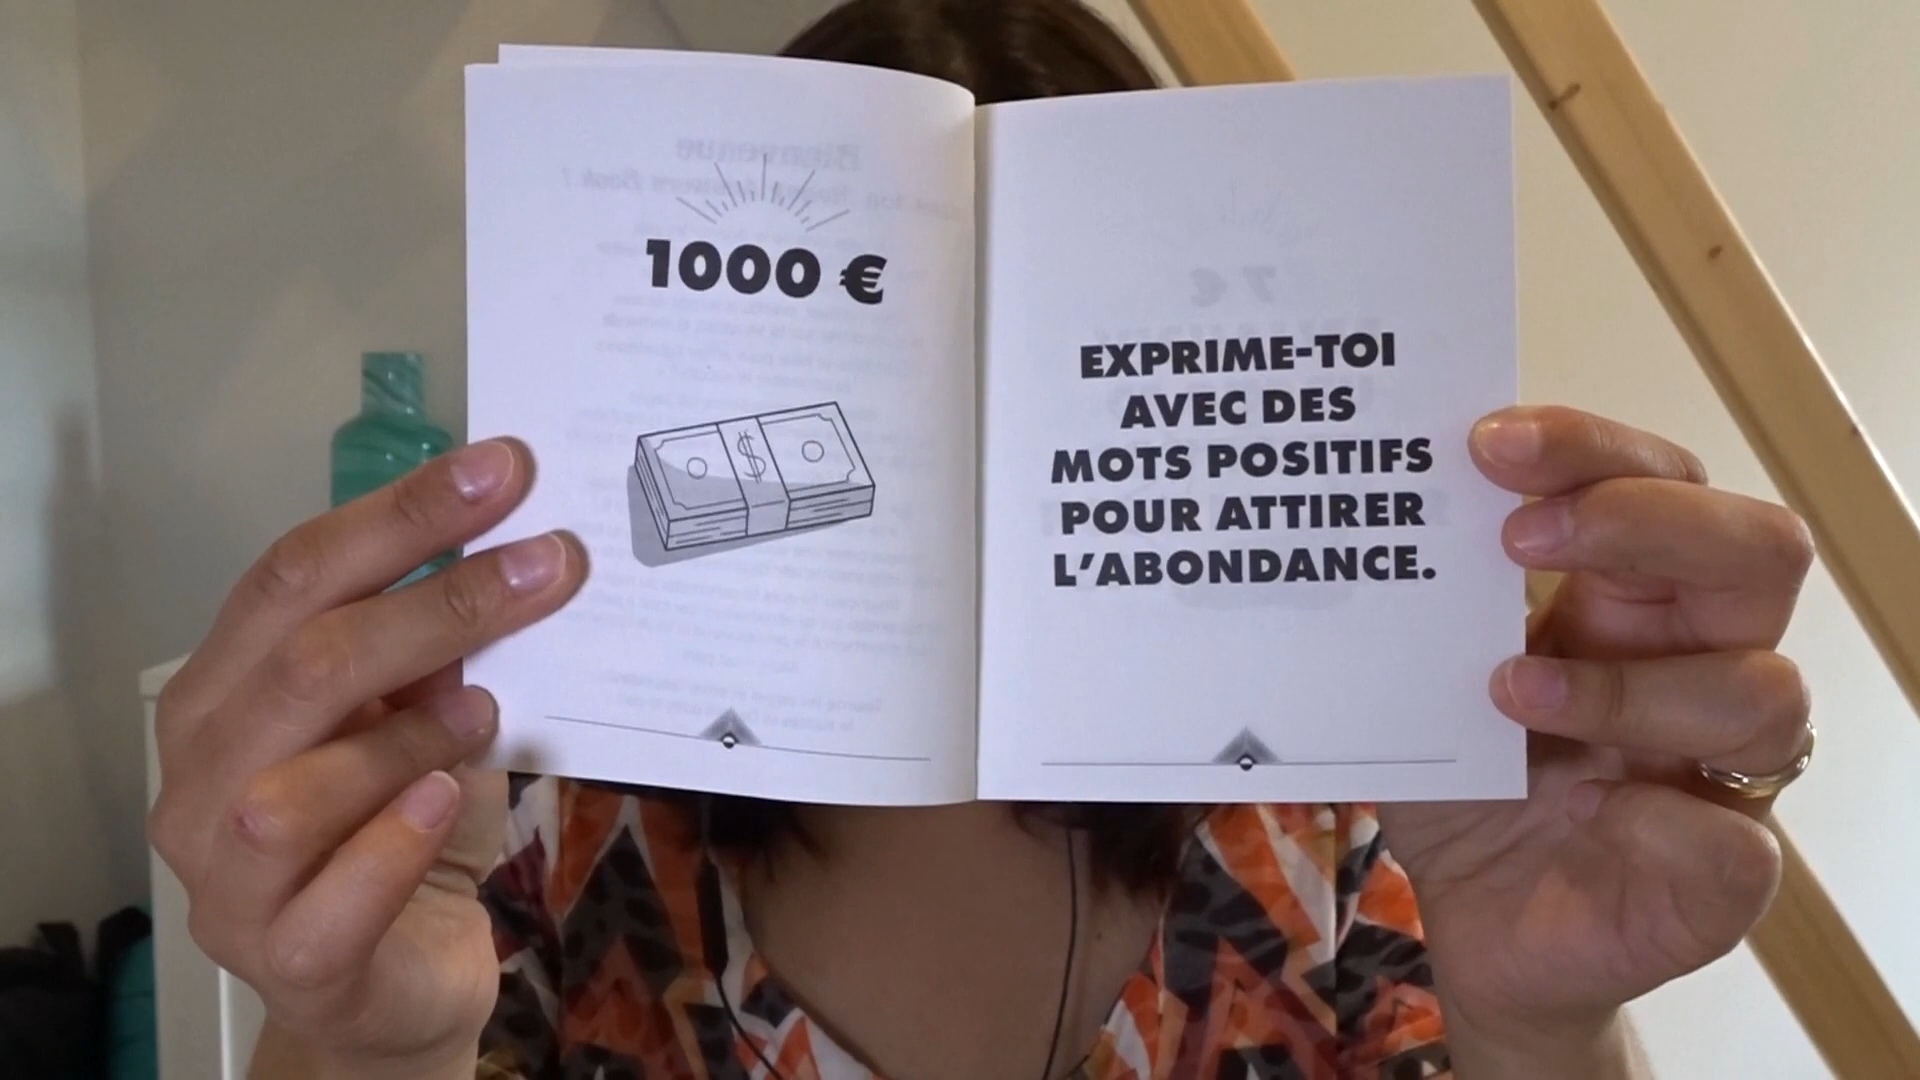 1000 €
$
EXPRIME-TOI
AVEC DES
MOTS POSITIFS
POUR ATTIRER
L'ABONDANCE.